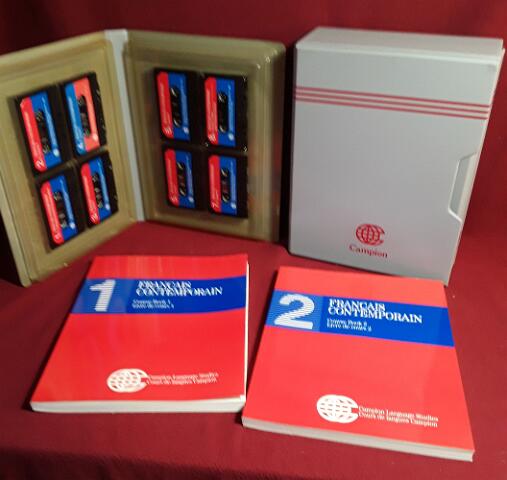 Campion
1
FRANÇAIS
CONTEMPORAIN
Course Book 1
Livre de cours 1
Campion Language Studies
Cours de langues Campion
2
FRANÇAIS
CONTEMPORAIN
Course Book 2
Livre de cours 2
Campion Language Studies
Cours de langues Campion